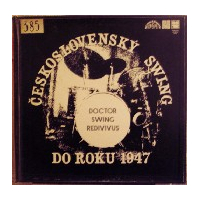 385
ČESKOSLOVENSKÝ SWING
DOCTOR
SWING
REDIVIVUS
DO ROKU 1947